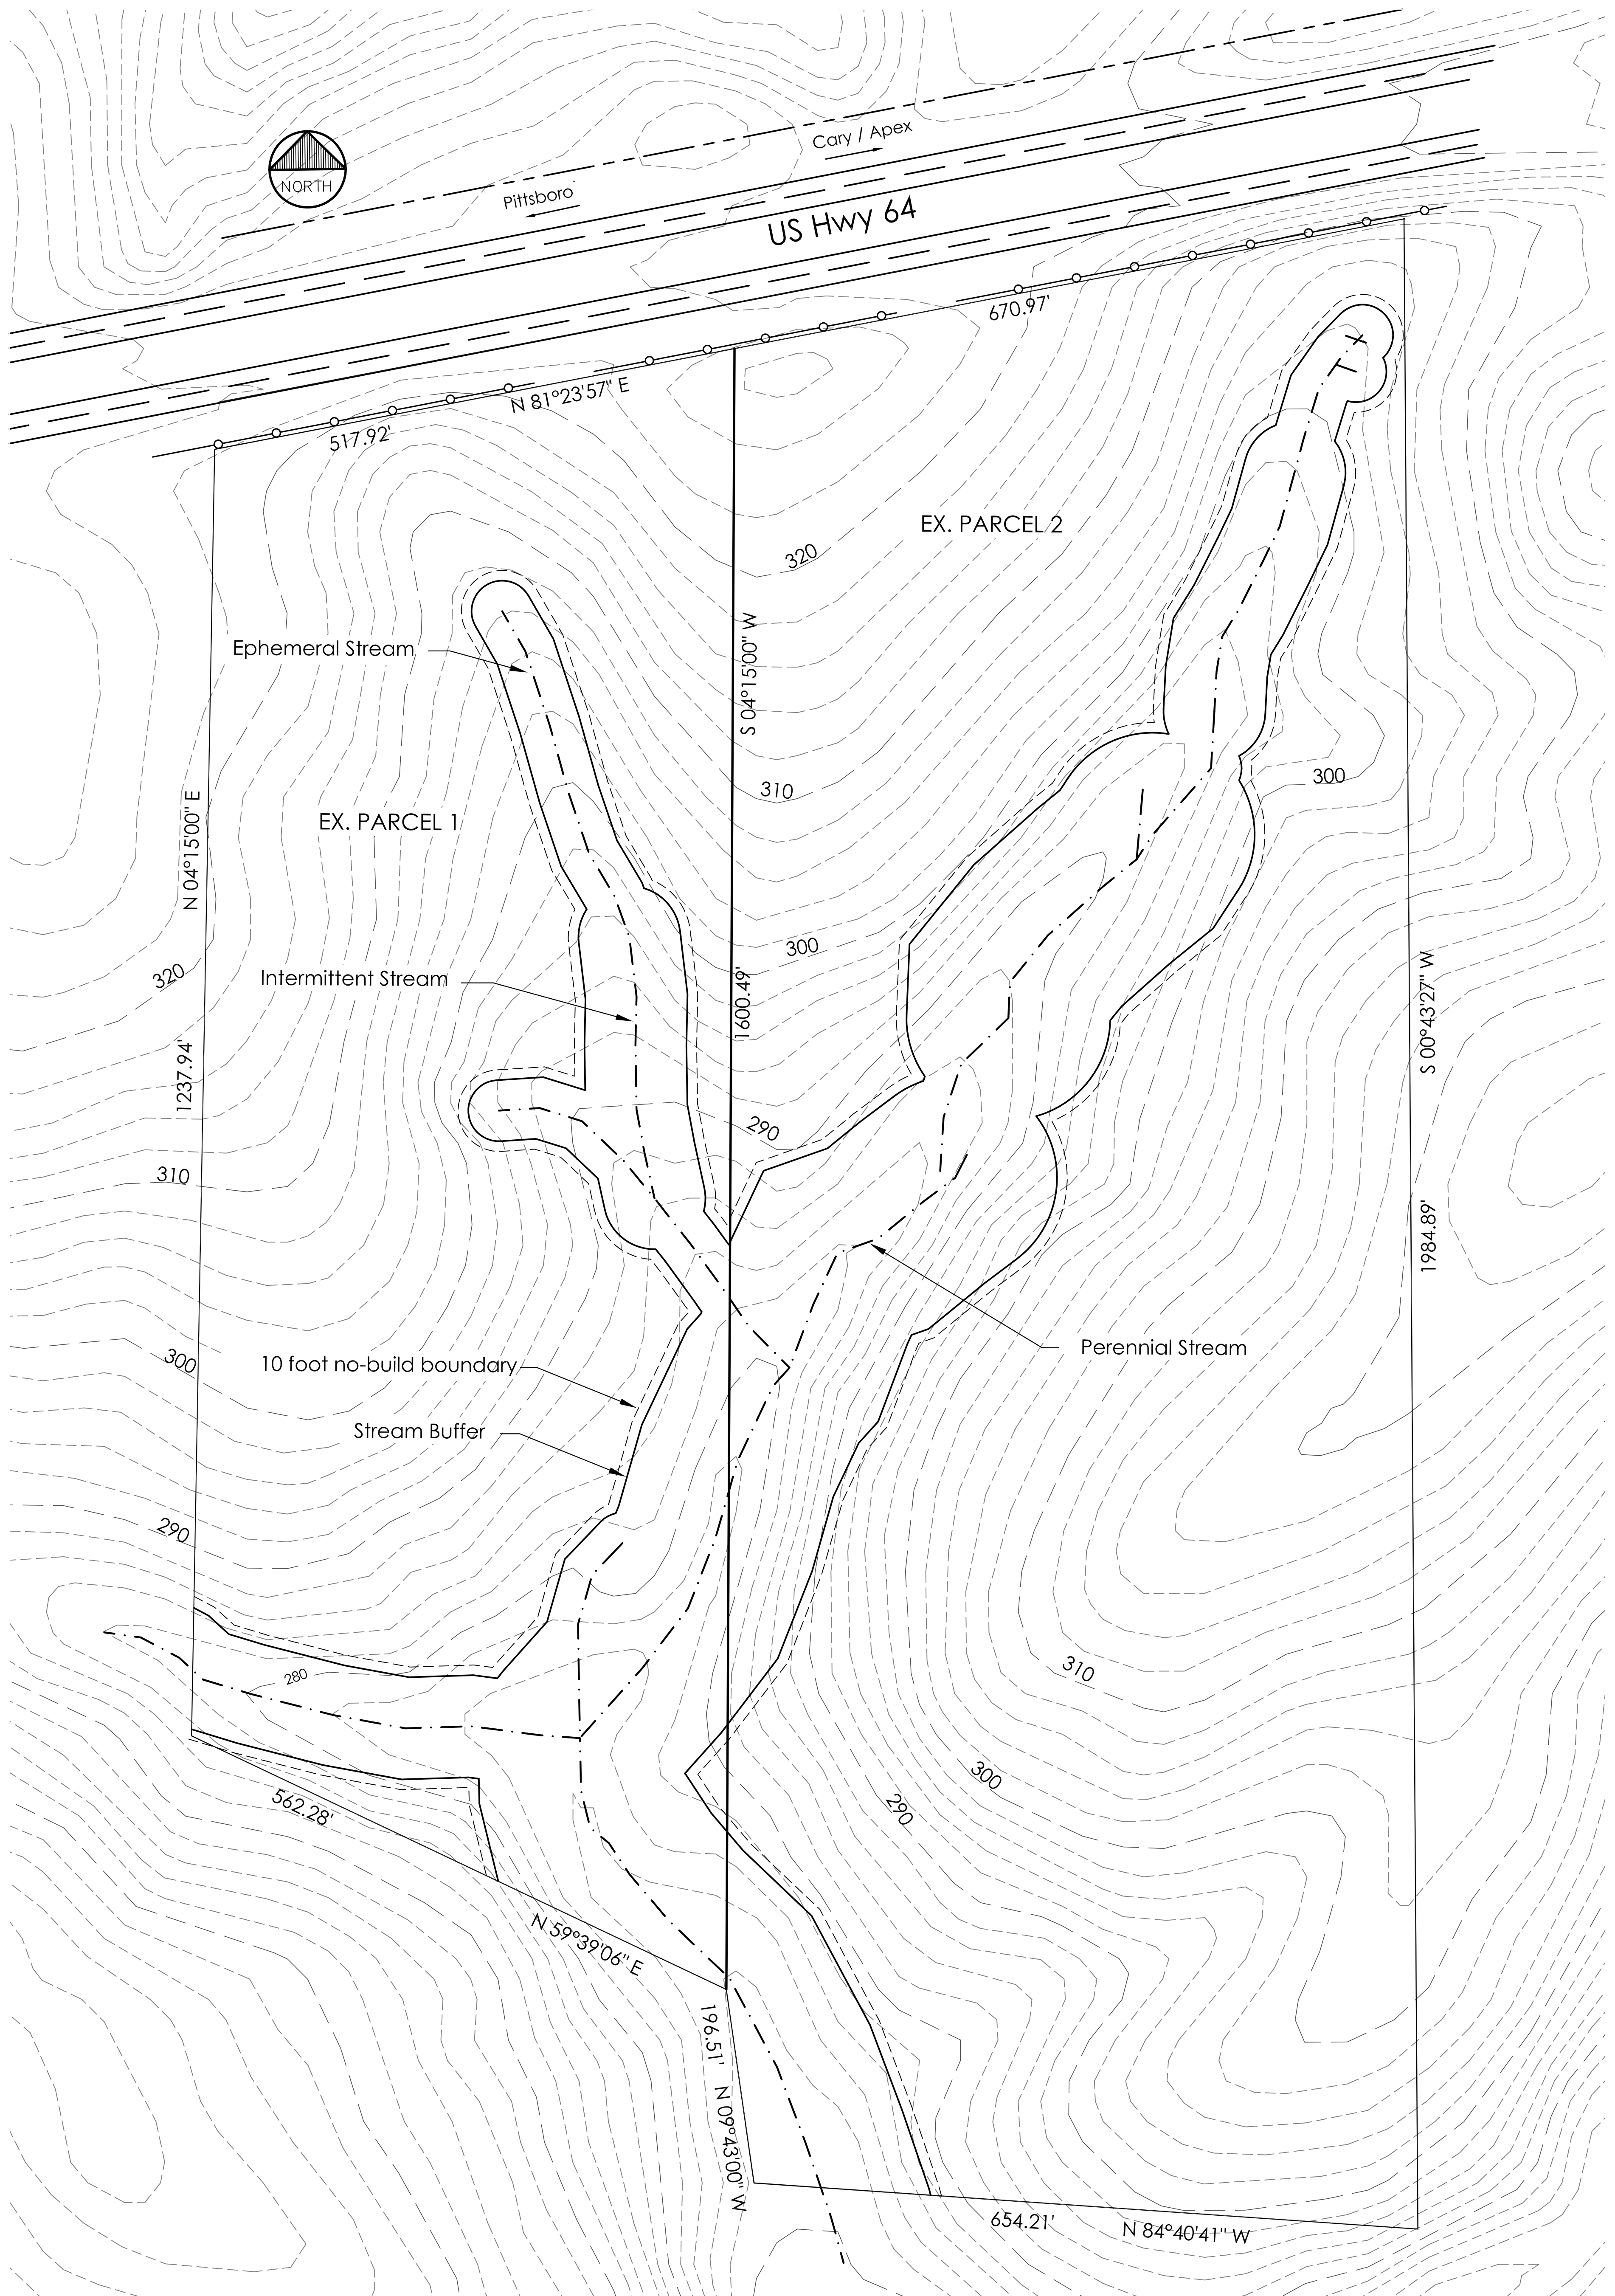 Cary / Apex
NORTH
Pittsboro
US Hwy 64
670.97'
N 81°23'57" E
517.92'
EX. PARCEL 2
320
Ephemeral Stream
S 04°15'00" W
300
310
EX. PARCEL 1
N 04°15'00" E
300
320
Intermittent Stream
1600.49'
S 00°43'27" W
1237.94'
290
310
1984.89'
Perennial Stream
300
10 foot no-build boundary
Stream Buffer
290
280
310
300
562.28'
290
N 59°39'06" E
196.51'
N 09°43'00" W
654.21'
N 84°40'41" W